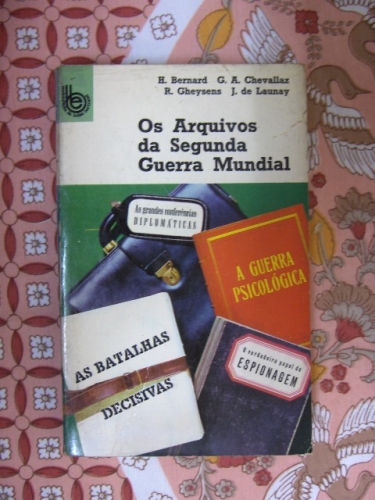 H. Bernard G. A. Chevallaz
R. Gheysens J. de Launay
Os Arquivos
da Segunda
Guerra Mundial
As grandes conferências
DIPLOMÁTICAS
A GUERRA
PSICOLÓGICA
AS BATALHAS
DECISIVAS
O verdadeiro papel da
ESPIONAGEM